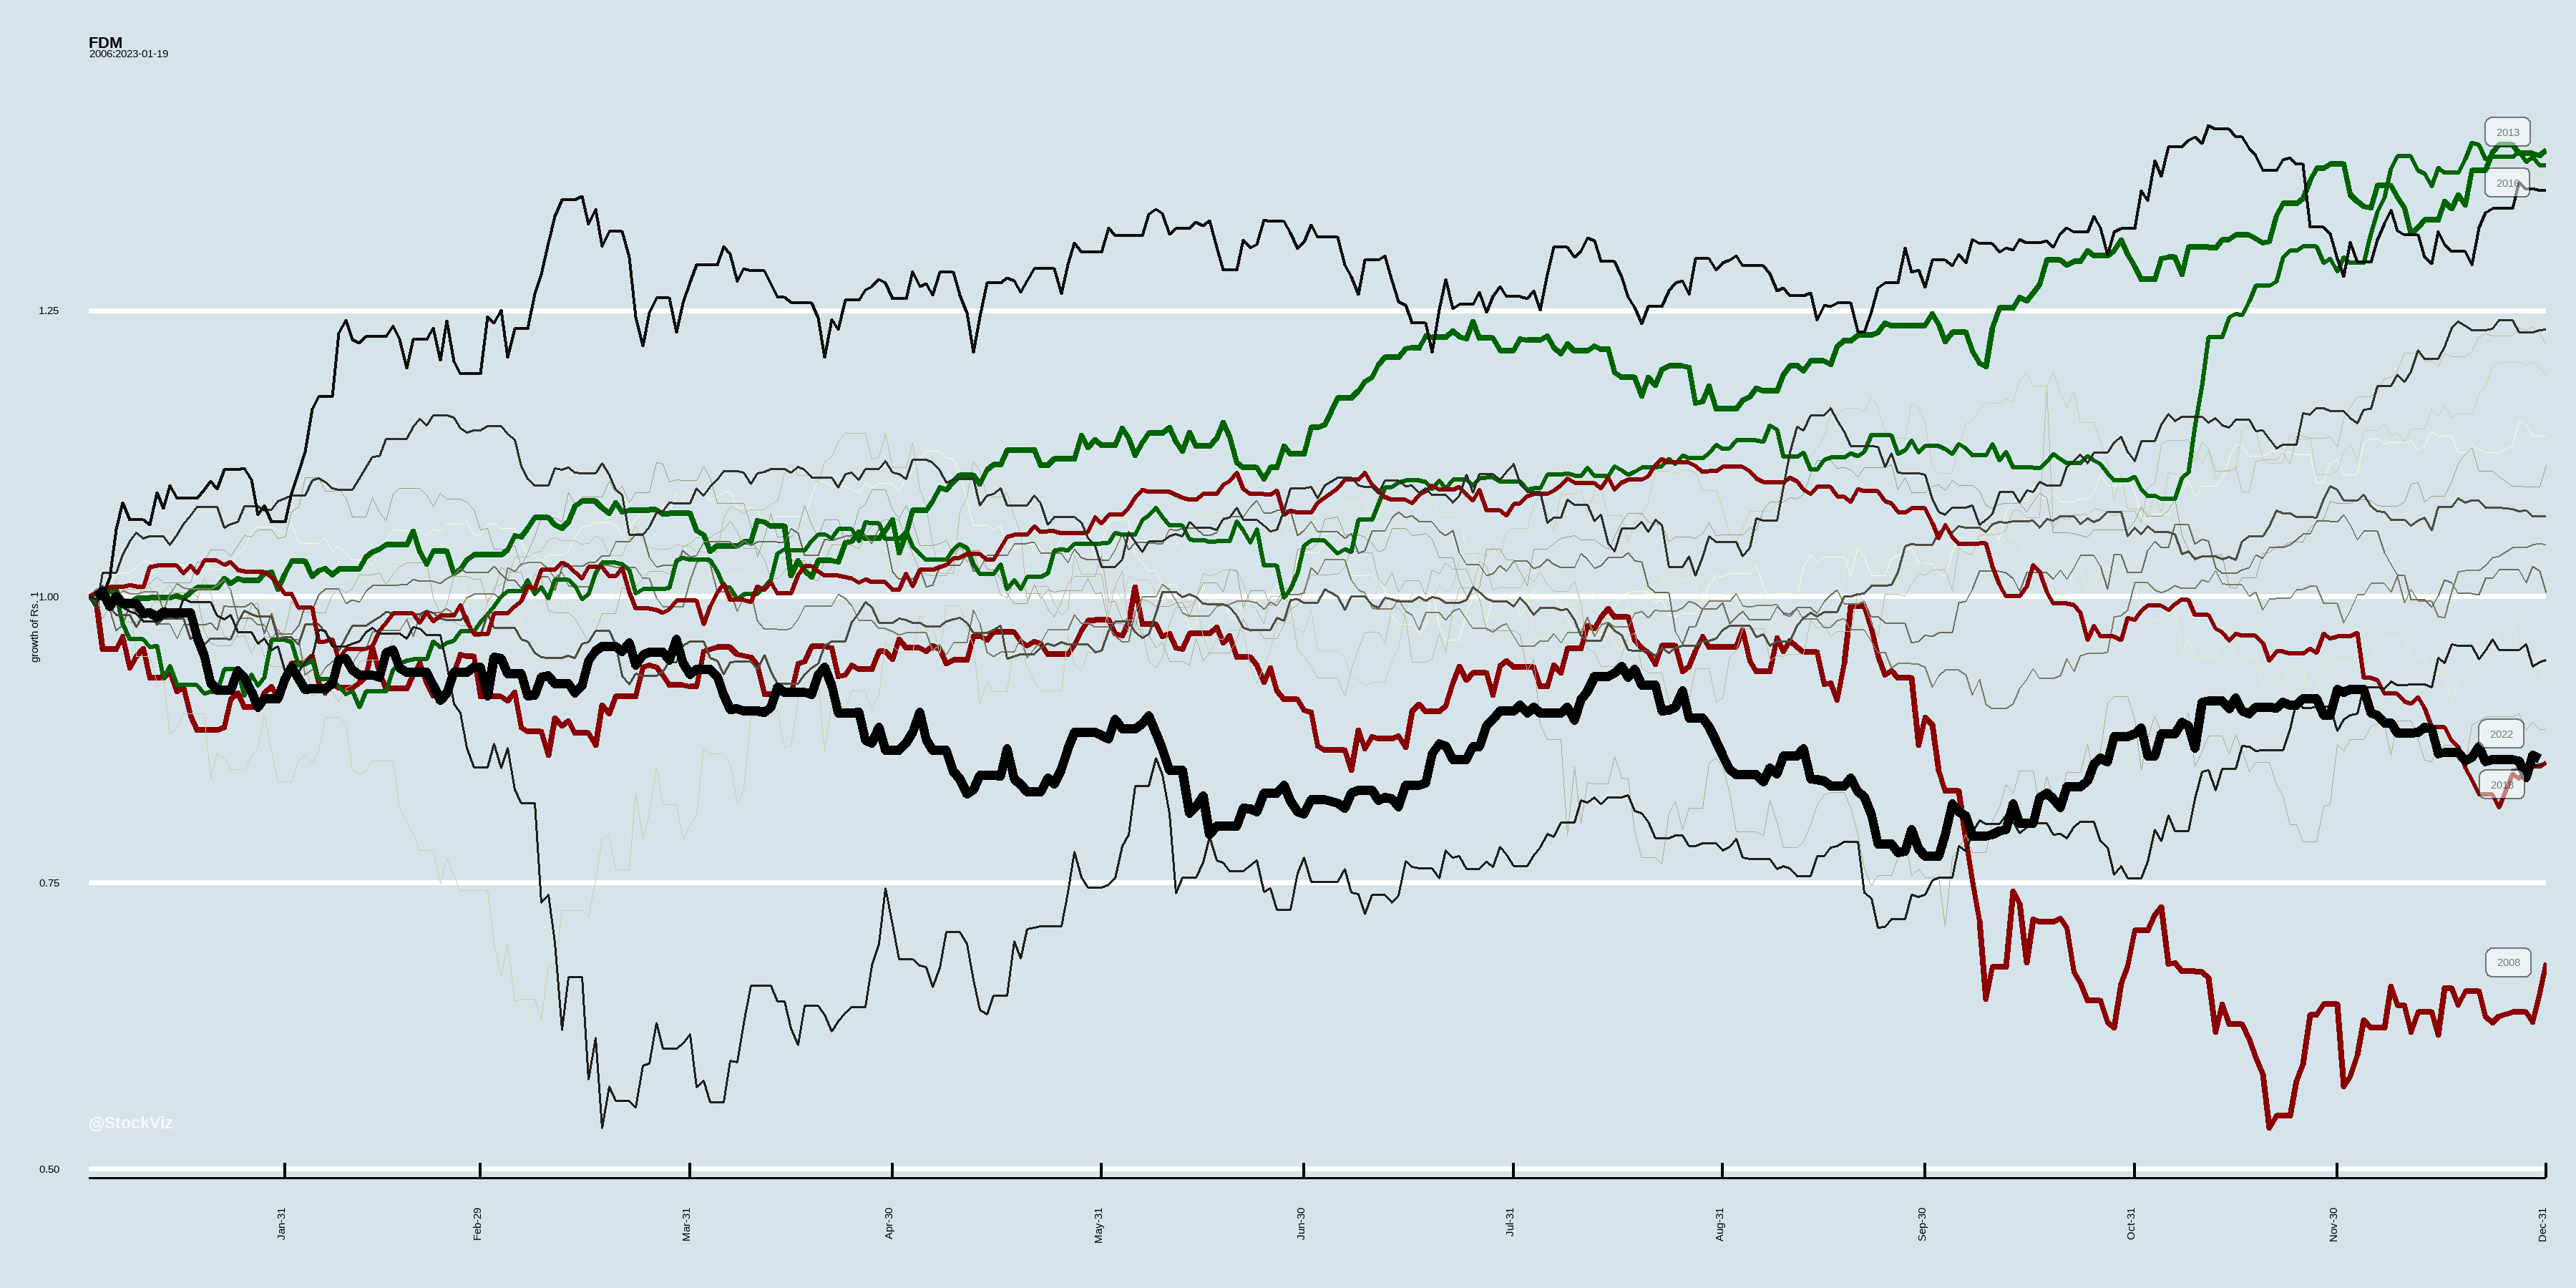 FDM
2006:2023-01-19
2013
2016
1.25
1.00
growth of Rs. 1
0.75
0.50
2022
2018
2008
@StockViz
Jan-31
Feb-29
Mar-31
Apr-30
May-31
Jun-30
Jul-31
Aug-31
Sep-30
Oct-31
Nov-30
Dec-31